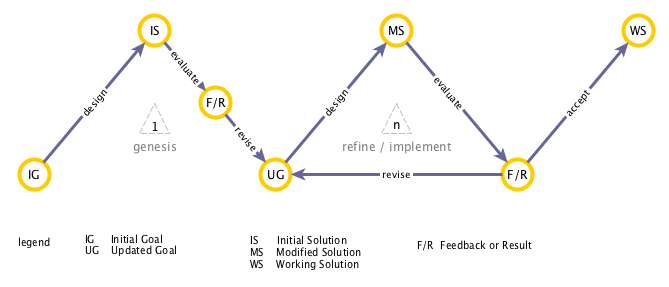 IS
MS
WS
design
evaluate
F/R
revise
1
genesis
design
n
refine / implement
evaluate
accept
IG
UG
revise
F/R
legend
IG Initial Goal
UG Updated Goal
IS Initial Solution
MS Modified Solution
WS Working Solution
F/R Feedback or Result